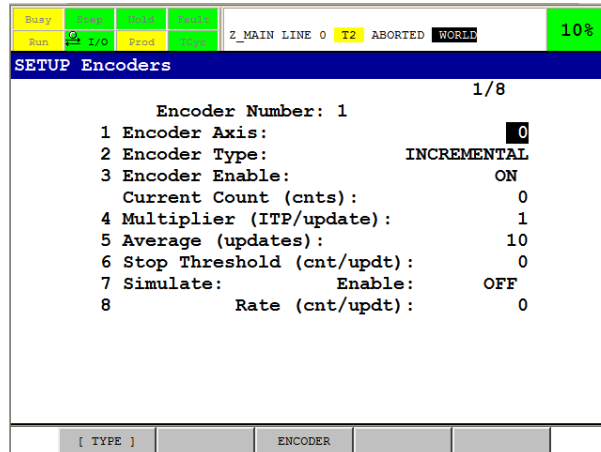 Busy Step Hold Fault
Run I/O Prod TCyc
Z_MAIN LINE 0 T2 ABORTED WORLD
10%
SETUP Encoders
1/8
Encoder Number: 1
1 Encoder Axis: 0
2 Encoder Type: INCREMENTAL
3 Encoder Enable: ON
Current Count (cnts): 0
4 Multiplier (ITP/update): 1
5 Average (updates): 10
6 Stop Threshold (cnt/updt): 0
7 Simulate: Enable: OFF
8 Rate (cnt/updt): 0
[ TYPE ] ENCODER